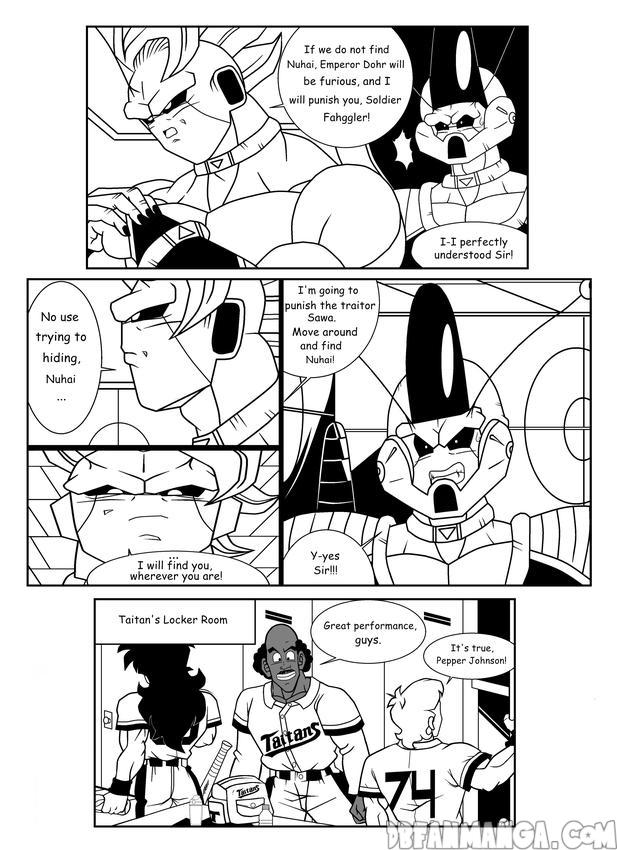 If we do not find
Nuhai, Emperor Dohr will
be furious, and I
will punish you, Soldier
Fahggler!
I-I perfectly
understood Sir!
No use
trying to
hiding,
Nuhai
...
I'm going to
punish the traitor
Sawa.
Move around
and find
Nuhai!
...
I will find you,
wherever you are!
Y-yes
Sir!!!
Taitan's Locker Room
Great performance,
guys.
It's true,
Pepper Johnson!
Taitans
Taitans
74
DBFANMANGA.COM